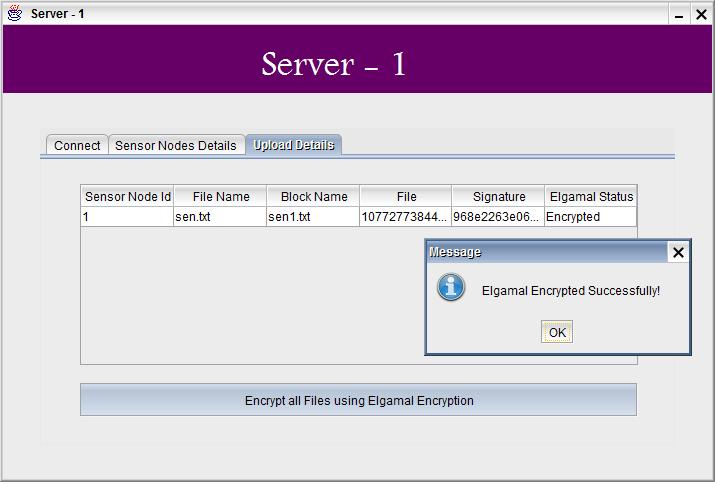 Server - 1
Server - 1
Connect Sensor Nodes Details Upload Details
Sensor Node Id File Name Block Name File Signature Elgamal Status
1 sen.txt sen1.txt 10772773844... 968e2263e06... Encrypted
Message
Elgamal Encrypted Successfully!
OK
Encrypt all Files using Elgamal Encryption